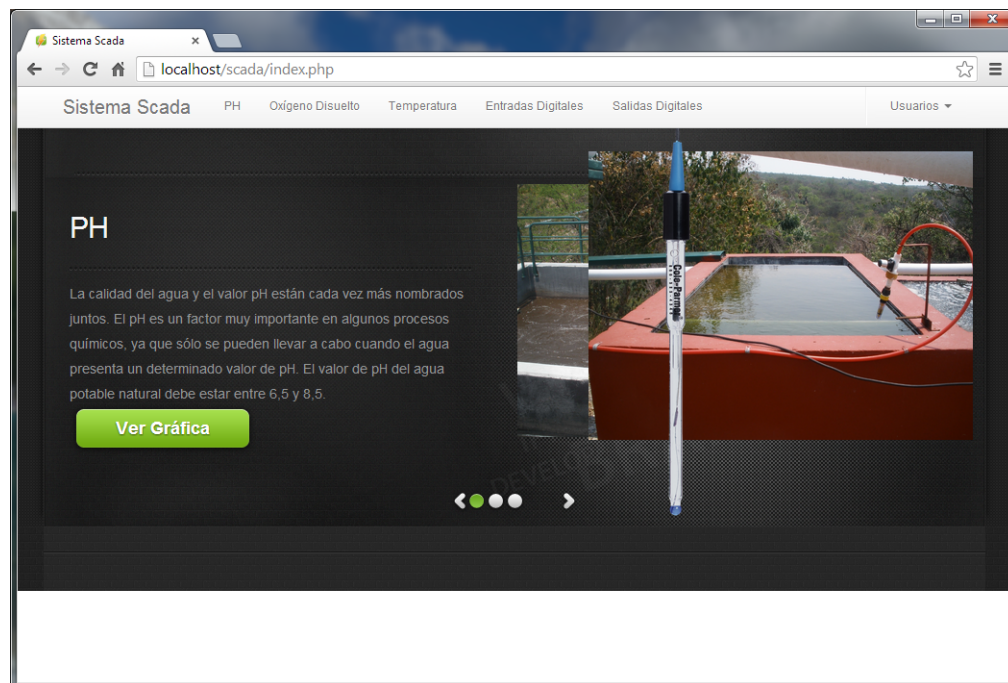 Sistema Scada
localhost/scada/index.php
Sistema Scada PH Oxígeno Disuelto Temperatura Entradas Digitales Salidas Digitales Usuarios
PH
La calidad del agua y el valor pH están cada vez más nombrados
juntos. El pH es un factor muy importante en algunos procesos
químicos, ya que sólo se pueden llevar a cabo cuando el agua
presenta un determinado valor de pH. El valor de pH del agua
potable natural debe estar entre 6,5 y 8,5.
Ver Gráfica
Cole-Parmer